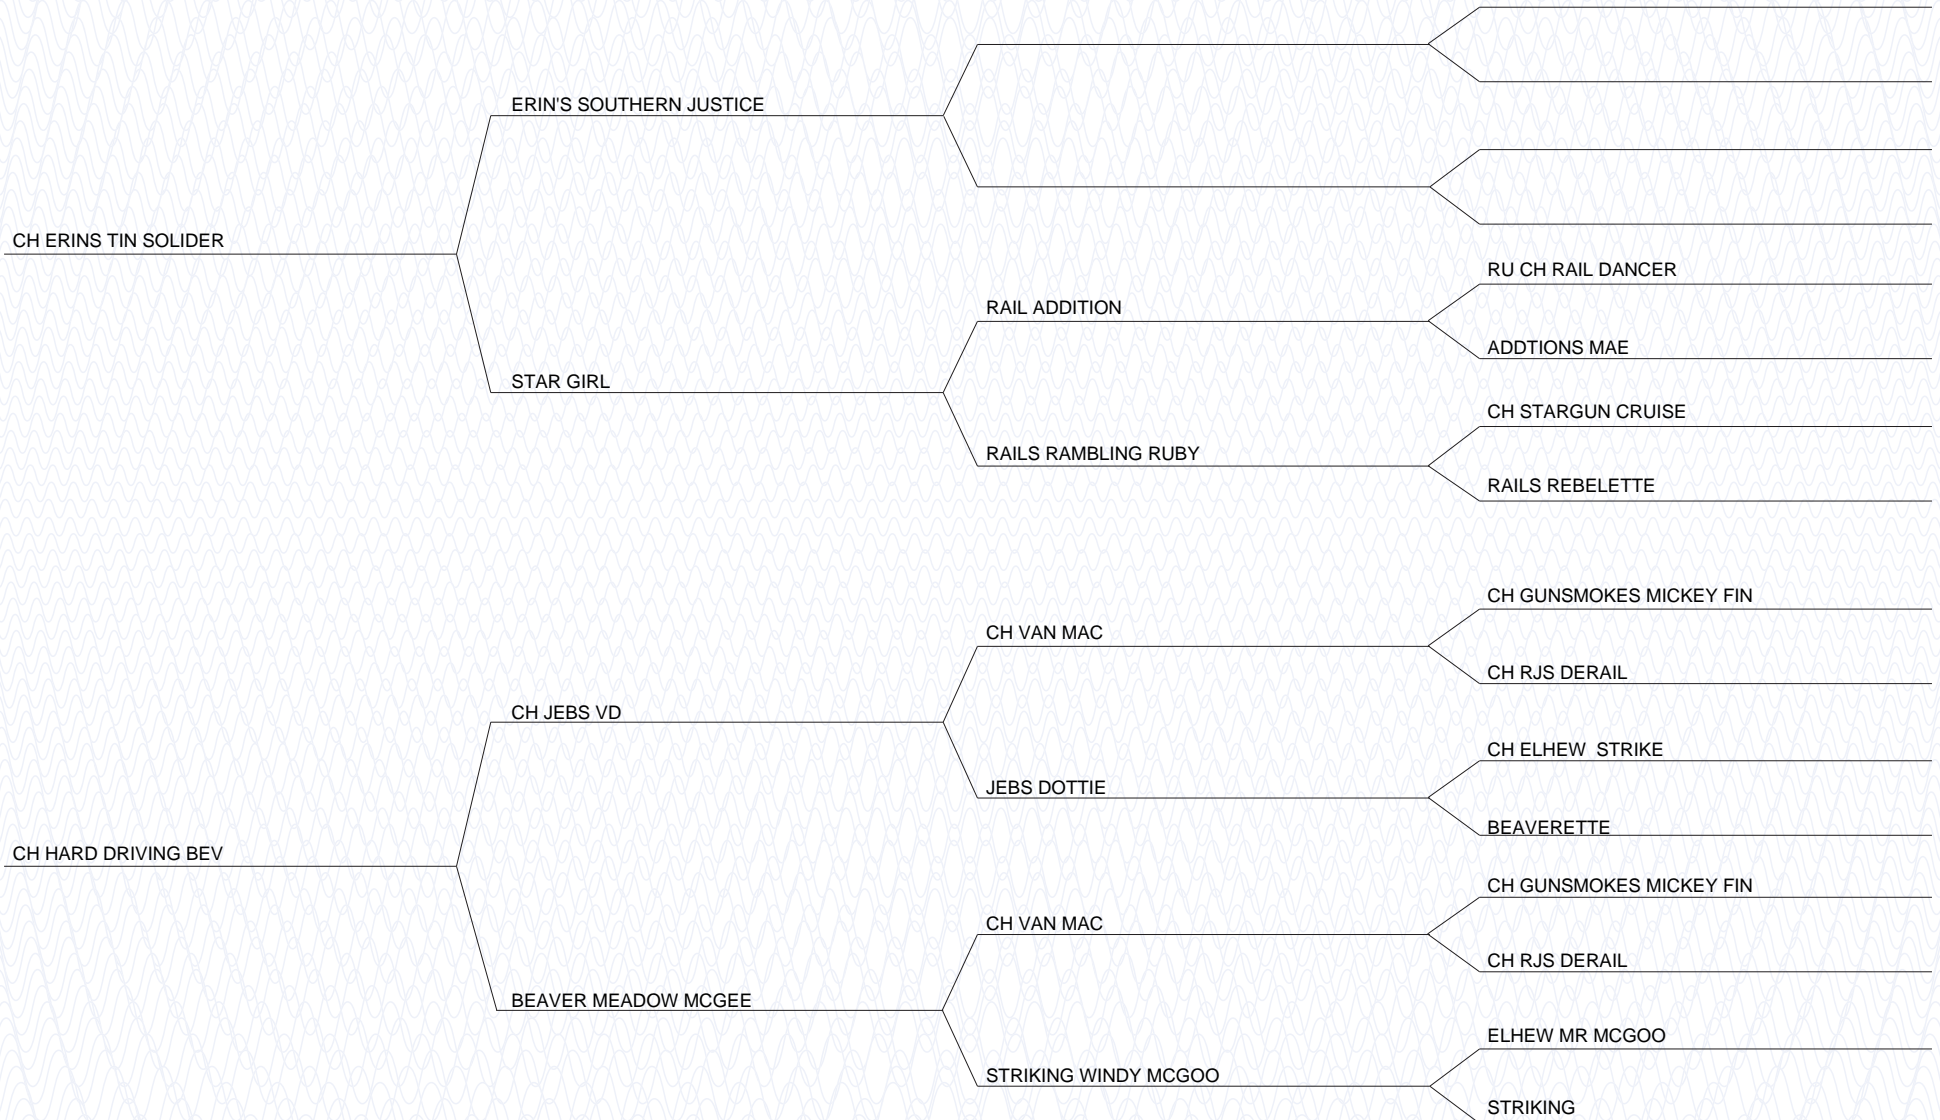 ERIN'S SOUTHERN JUSTICE
CH ERINS TIN SOLIDER
RU CH RAIL DANCER
RAIL ADDITION
ADDTIONS MAE
STAR GIRL
CH STARGUN CRUISE
RAILS RAMBLING RUBY
RAILS REBELETTE
CH GUNSMOKES MICKEY FIN
CH VAN MAC
CH RJS DERAIL
CH JEBS VD
CH ELHEW  STRIKE
JEBS DOTTIE
BEAVERETTE
CH HARD DRIVING BEV
CH GUNSMOKES MICKEY FIN
CH VAN MAC
CH RJS DERAIL
BEAVER MEADOW MCGEE
ELHEW MR MCGOO
STRIKING WINDY MCGOO
STRIKING